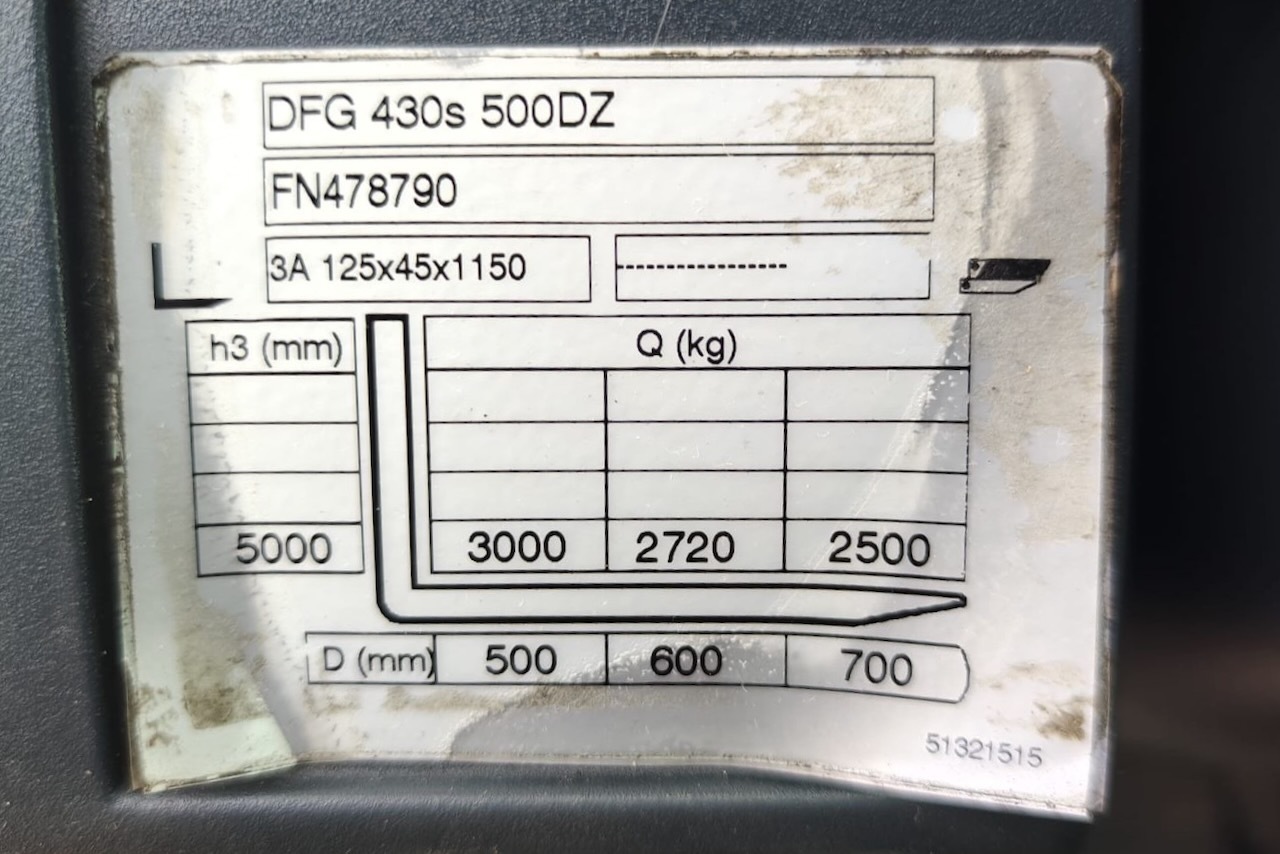 DFG 430s 500DZ
FN478790
3A 125x45x1150 ----------------
h3 (mm) Q (kg)
5000 3000 2720 2500
D (mm) 500 600 700
51321515